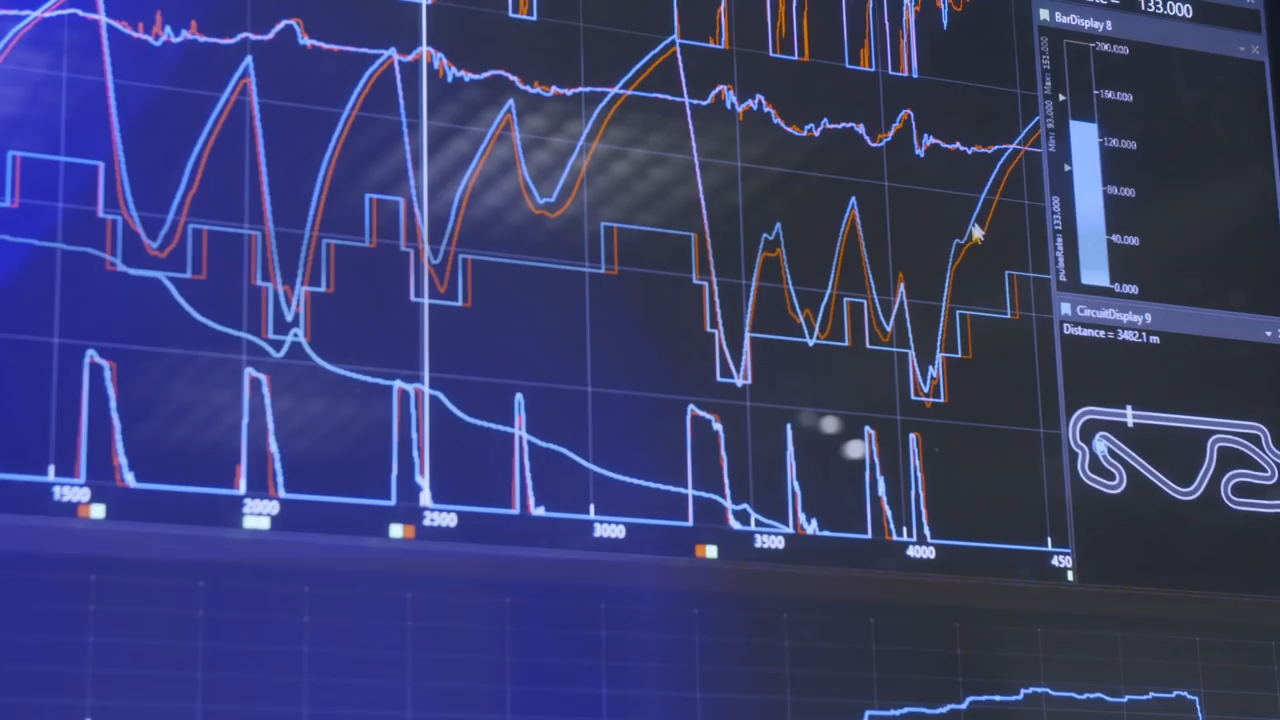 133.000
BarDisplay 8
200.000
160.000
120.000
80.000
40.000
0.000
Max: 151.000
Min: 93.000
pulseRate: 133.000
CircuitDisplay 9
Distance = 3482.1 m
1500
2000
2500
3000
3500
4000
450